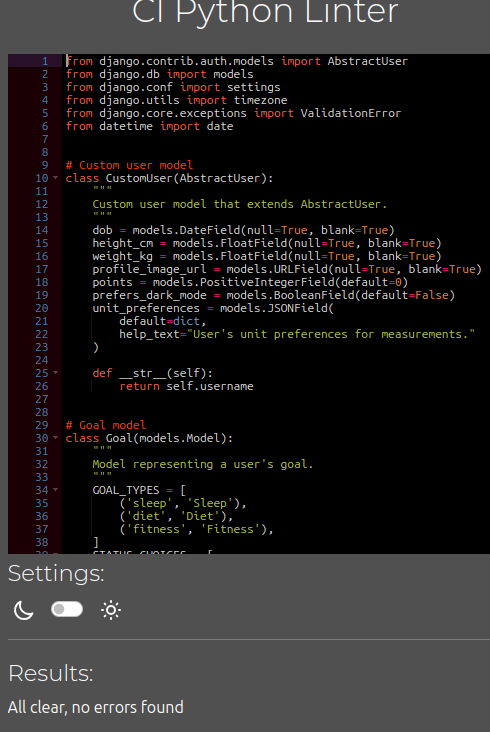 CI Python Linter
1 from django.contrib.auth.models import AbstractUser
2 from django.db import models
3 from django.conf import settings
4 from django.utils import timezone
5 from django.core.exceptions import ValidationError
6 from datetime import date
7
8
9 # Custom user model
10 class CustomUser(AbstractUser):
11     """
12     Custom user model that extends AbstractUser.
13     """
14     dob = models.DateField(null=True, blank=True)
15     height_cm = models.FloatField(null=True, blank=True)
16     weight_kg = models.FloatField(null=True, blank=True)
17     profile_image_url = models.URLField(null=True, blank=True)
18     points = models.PositiveIntegerField(default=0)
19     prefers_dark_mode = models.BooleanField(default=False)
20     unit_preferences = models.JSONField(
21         default=dict,
22         help_text="User's unit preferences for measurements."
23     )
24
25     def __str__(self):
26         return self.username
27
28
29 # Goal model
30 class Goal(models.Model):
31     """
32     Model representing a user's goal.
33     """
34     GOAL_TYPES = [
35         ('sleep', 'Sleep'),
36         ('diet', 'Diet'),
37         ('fitness', 'Fitness'),
38     ]
39     STATUS_CHOICES = [
Settings:
Results:
All clear, no errors found